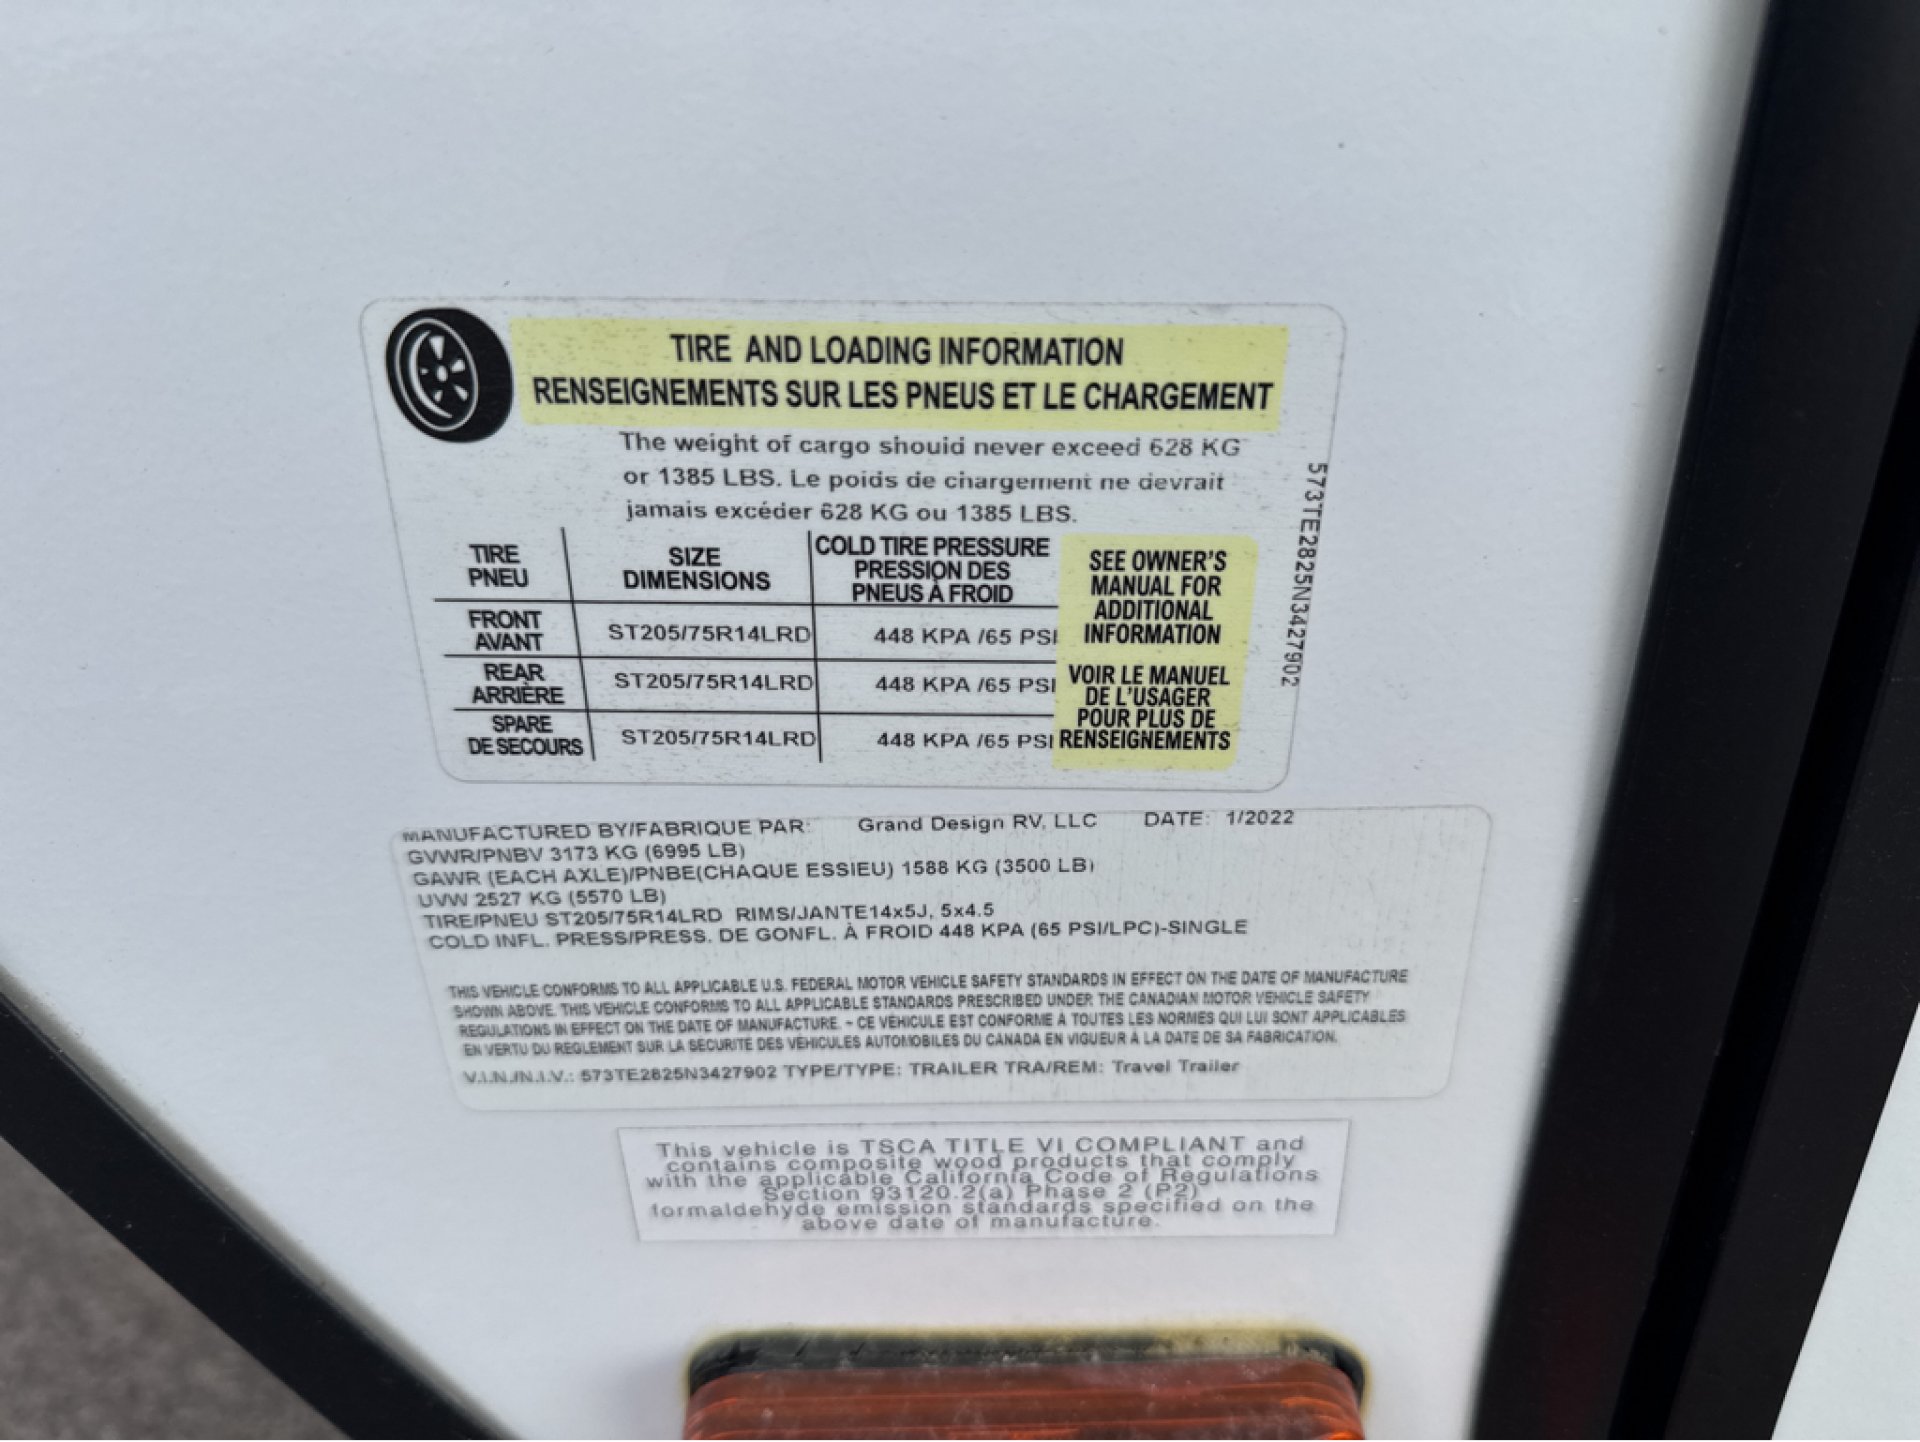 TIRE AND LOADING INFORMATION
RENSEIGNEMENTS SUR LES PNEUS ET LE CHARGEMENT
The weight of cargo should never exceed 628 KG
or 1385 LBS. Le poids de chargement ne devrait
jamais excéder 628 KG ou 1385 LBS.
TIRE
PNEU
SIZE
DIMENSIONS
COLD TIRE PRESSURE
PRESSION DES
PNEUS À FROID
FRONT
AVANT
ST205/75R14LRD
448 KPA /65 PSI
REAR
ARRIÈRE
ST205/75R14LRD
448 KPA /65 PSI
SPARE
DE SECOURS
ST205/75R14LRD
448 KPA /65 PSI
SEE OWNER'S
MANUAL FOR
ADDITIONAL
INFORMATION
VOIR LE MANUEL
DE L'USAGER
POUR PLUS DE
RENSEIGNEMENTS
573TE2825N3427902
MANUFACTURED BY/FABRIQUE PAR: Grand Design RV, LLC DATE: 1/2022
GVWR/PNBV 3173 KG (6995 LB)
GAWR (EACH AXLE)/PNBE(CHAQUE ESSIEU) 1588 KG (3500 LB)
UVW 2527 KG (5570 LB)
TIRE/PNEU ST205/75R14LRD RIMS/JANTE14x5J, 5x4.5
COLD INFL. PRESS/PRESS. DE GONFL. À FROID 448 KPA (65 PSI/LPC)-SINGLE
THIS VEHICLE CONFORMS TO ALL APPLICABLE U.S. FEDERAL MOTOR VEHICLE SAFETY STANDARDS IN EFFECT ON THE DATE OF MANUFACTURE
SHOWN ABOVE. THIS VEHICLE CONFORMS TO ALL APPLICABLE STANDARDS PRESCRIBED UNDER THE CANADIAN MOTOR VEHICLE SAFETY
REGULATIONS IN EFFECT ON THE DATE OF MANUFACTURE. - CE VÉHICULE EST CONFORME À TOUTES LES NORMES QUI LUI SONT APPLICABLES
EN VERTU DU RÈGLEMENT SUR LA SÉCURITÉ DES VÉHICULES AUTOMOBILES DU CANADA EN VIGUEUR À LA DATE DE SA FABRICATION.
V.I.N./N.I.V.: 573TE2825N3427902 TYPE/TYPE: TRAILER TRA/REM: Travel Trailer
This vehicle is TSCA TITLE VI COMPLIANT and
contains composite wood products that comply
with the applicable California Code of Regulations
Section 93120.2(a) Phase 2 (P2)
formaldehyde emission standards specified on the
above date of manufacture.